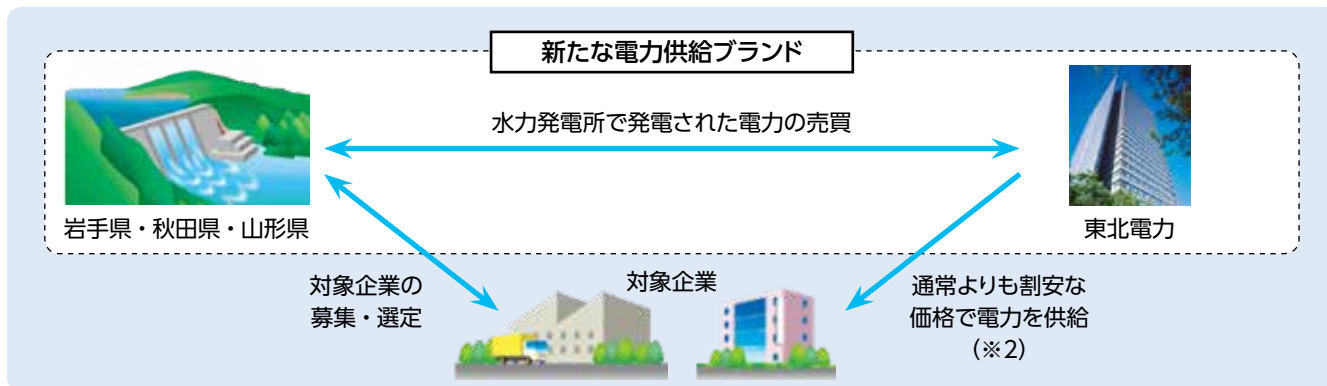 新たな電力供給ブランド
水力発電所で発電された電力の売買
岩手県・秋田県・山形県
東北電力
対象企業の
募集・選定
対象企業
通常よりも割安な
価格で電力を供給
(※2)